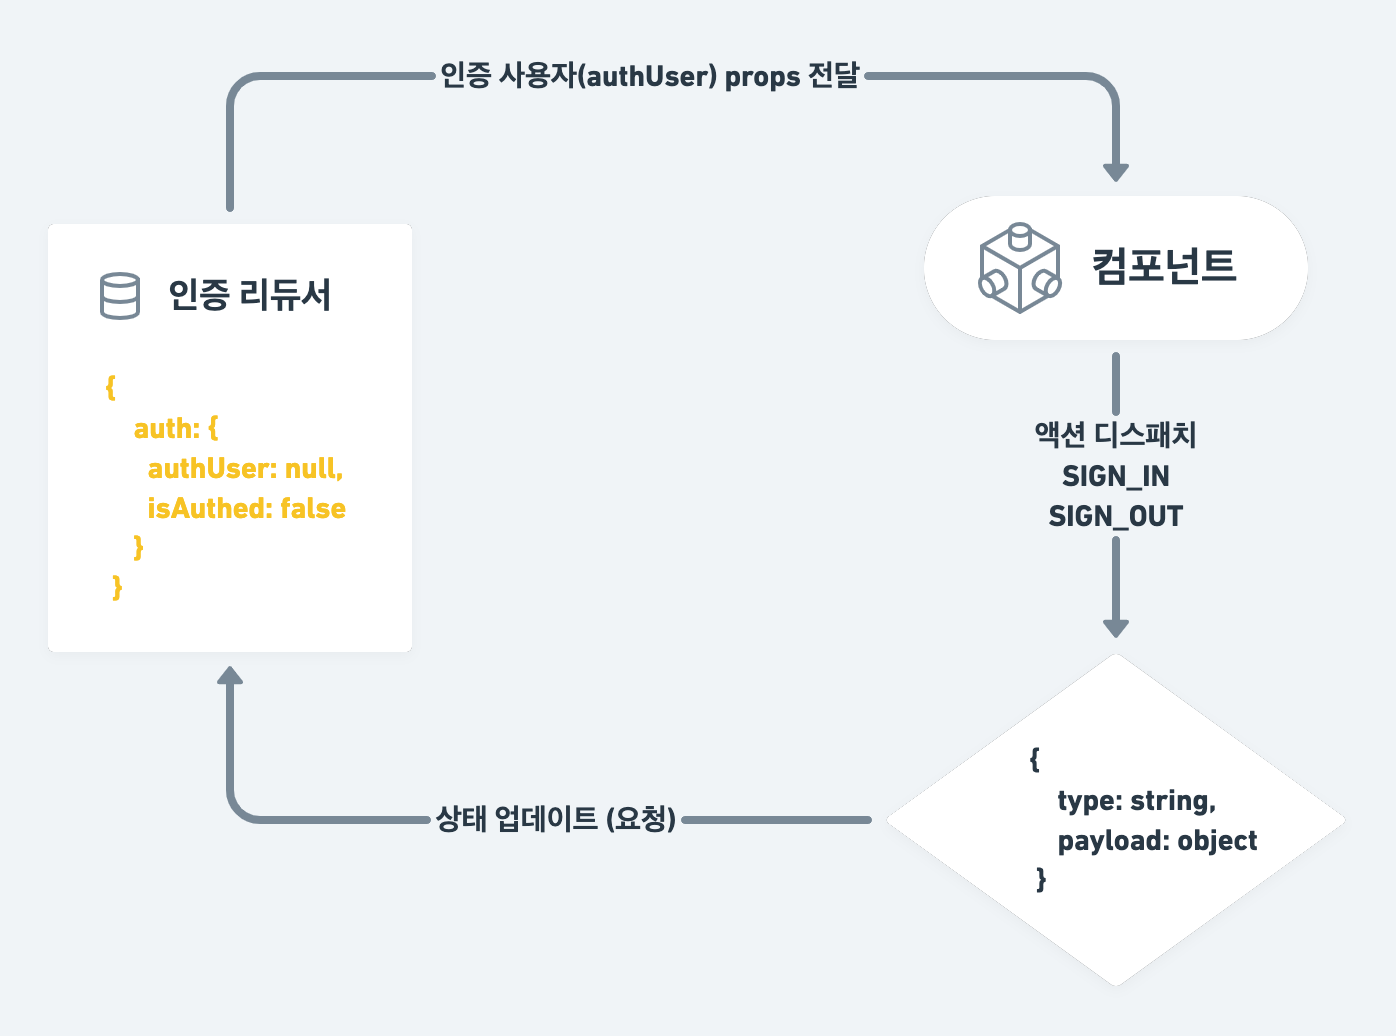 인증 사용자(authUser) props 전달
인증 리듀서
{
auth: {
authUser: null,
isAuthed: false
}
}
컴포넌트
액션 디스패치
SIGN_IN
SIGN_OUT
{
type: string,
payload: object
}
상태 업데이트 (요청)